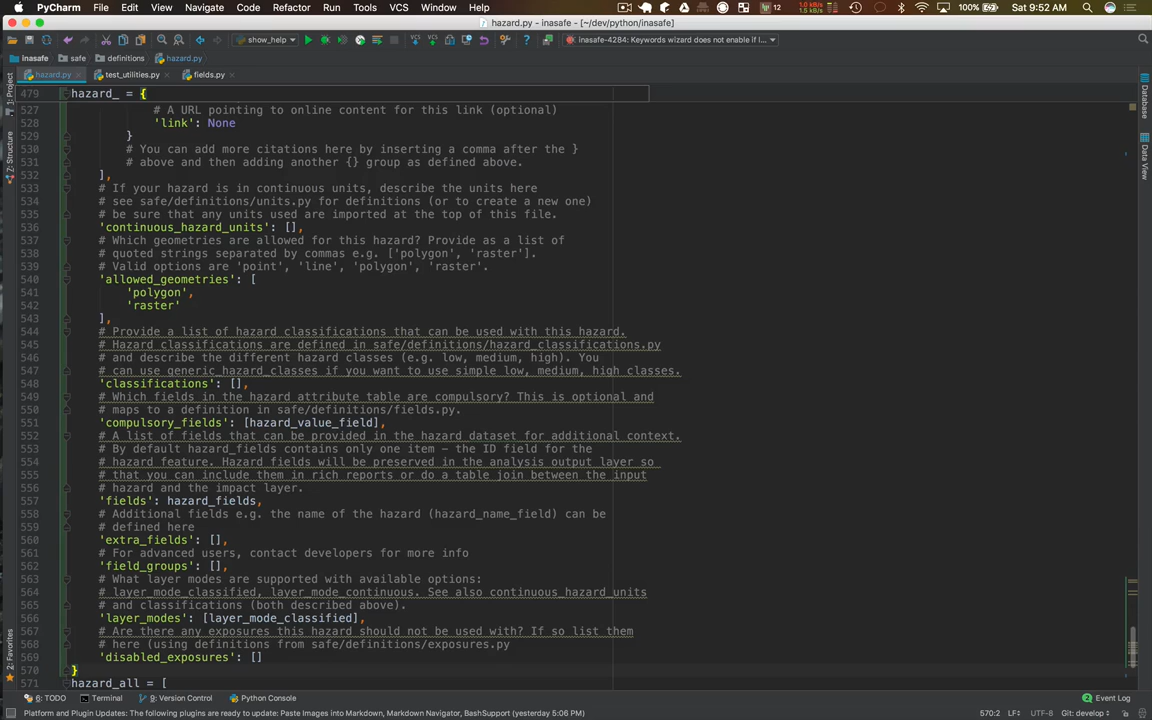 PyCharm File Edit View Navigate Code Refactor Run Tools VCS Window Help 12 1.0 kB/s 100% Sat 9:52 AM
hazard.py - inasafe - [~/dev/python/inasafe]
show_help inasafe-4284: Keywords wizard does not enable if l...
inasafe safe definitions hazard.py
hazard.py test_utilities.py fields.py
1: Project
Z: Structure
2: Favorites
Database
Data View
479 hazard_ = {
527 # A URL pointing to online content for this link (optional)
528 'link': None
529 }
530 # You can add more citations here by inserting a comma after the }
531 # above and then adding another {} group as defined above.
532 ],
533 # If your hazard is in continuous units, describe the units here
534 # see safe/definitions/units.py for definitions (or to create a new one)
535 # be sure that any units used are imported at the top of this file.
536 'continuous_hazard_units': [],
537 # Which geometries are allowed for this hazard? Provide as a list of
538 # quoted strings separated by commas e.g. ['polygon', 'raster'].
539 # Valid options are 'point', 'line', 'polygon', 'raster'.
540 'allowed_geometries': [
541 'polygon',
542 'raster'
543 ],
544 # Provide a list of hazard classifications that can be used with this hazard.
545 # Hazard classifications are defined in safe/definitions/hazard_classifications.py
546 # and describe the different hazard classes (e.g. low, medium, high). You
547 # can use generic_hazard_classes if you want to use simple low, medium, high classes.
548 'classifications': [],
549 # Which fields in the hazard attribute table are compulsory? This is optional and
550 # maps to a definition in safe/definitions/fields.py.
551 'compulsory_fields': [hazard_value_field],
552 # A list of fields that can be provided in the hazard dataset for additional context.
553 # By default hazard_fields contains only one item – the ID field for the
554 # hazard feature. Hazard fields will be preserved in the analysis output layer so
555 # that you can include them in rich reports or do a table join between the input
556 # hazard and the impact layer.
557 'fields': hazard_fields,
558 # Additional fields e.g. the name of the hazard (hazard_name_field) can be
559 # defined here
560 'extra_fields': [],
561 # For advanced users, contact developers for more info
562 'field_groups': [],
563 # What layer modes are supported with available options:
564 # layer_mode_classified, layer_mode_continuous. See also continuous_hazard_units
565 # and classifications (both described above).
566 'layer_modes': [layer_mode_classified],
567 # Are there any exposures this hazard should not be used with? If so list them
568 # here (using definitions from safe/definitions/exposures.py
569 'disabled_exposures': []
570 }
571 hazard_all = [
6: TODO Terminal 9: Version Control Python Console 2 Event Log
Platform and Plugin Updates: The following plugins are ready to update: Paste Images into Markdown, Markdown Navigator, BashSupport (yesterday 5:06 PM) 570:2 LF UTF-8 Git: develop